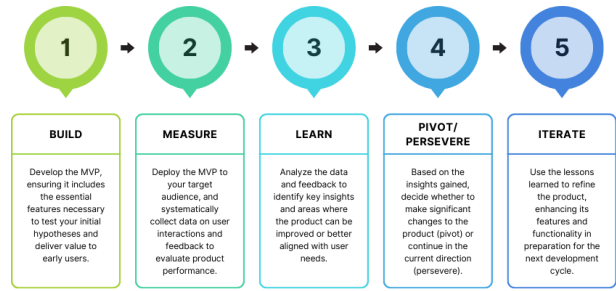 1
2
3
4
5
BUILD
Develop the MVP,
ensuring it includes
the essential
features necessary
to test your initial
hypotheses and
deliver value to
early users.
MEASURE
Deploy the MVP to
your target
audience, and
systematically
collect data on user
interactions and
feedback to
evaluate product
performance.
LEARN
Analyze the data
and feedback to
identify key insights
and areas where
the product can be
improved or better
aligned with user
needs.
PIVOT/
PERSEVERE
Based on the
insights gained,
decide whether to
make significant
changes to the
product (pivot) or
continue in the
current direction
(persevere).
ITERATE
Use the lessons
learned to refine
the product,
enhancing its
features and
functionality in
preparation for the
next development
cycle.